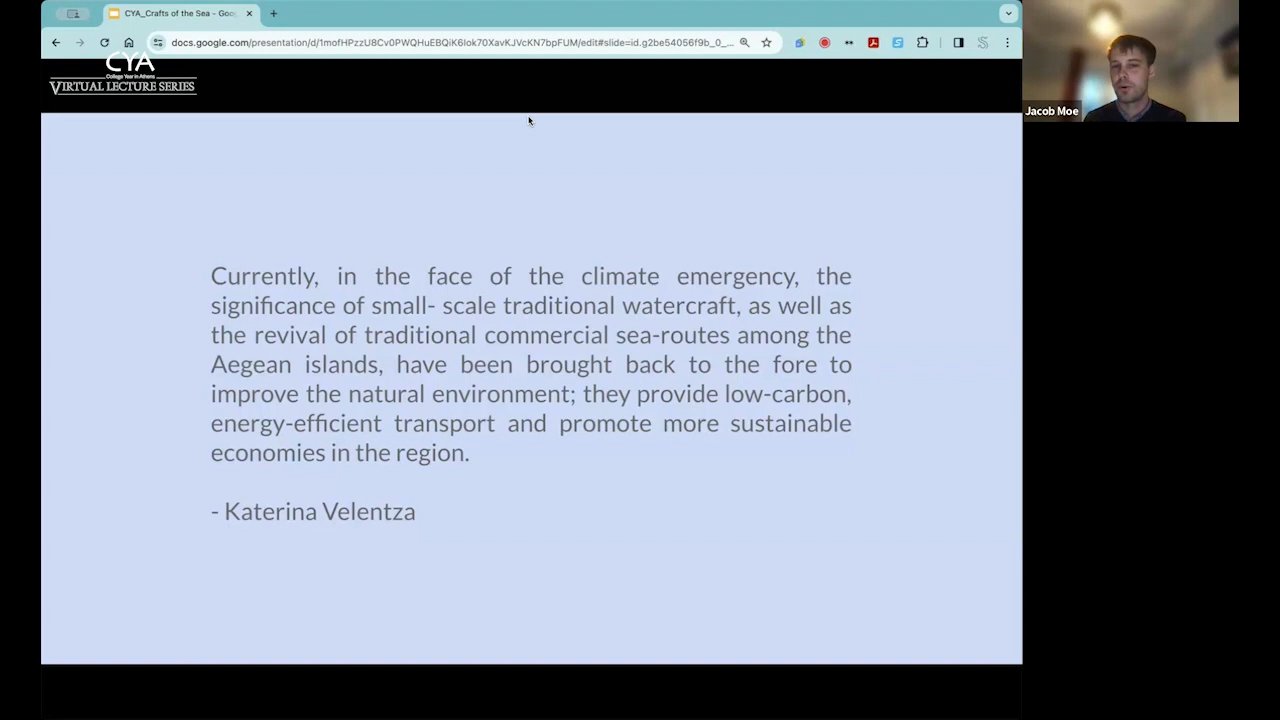 CYA_Crafts of the Sea - Goo
docs.google.com/presentation/d/1mofHPzzU8Cv0PWQHuEBQiK6lok70XavKJVcKN7bpFUM/edit#slide=id.g2be54056f9b_0_...
CYA
College Year in Athens
VIRTUAL LECTURE SERIES
Jacob Moe
Currently, in the face of the climate emergency, the
significance of small- scale traditional watercraft, as well as
the revival of traditional commercial sea-routes among the
Aegean islands, have been brought back to the fore to
improve the natural environment; they provide low-carbon,
energy-efficient transport and promote more sustainable
economies in the region.
- Katerina Velentza